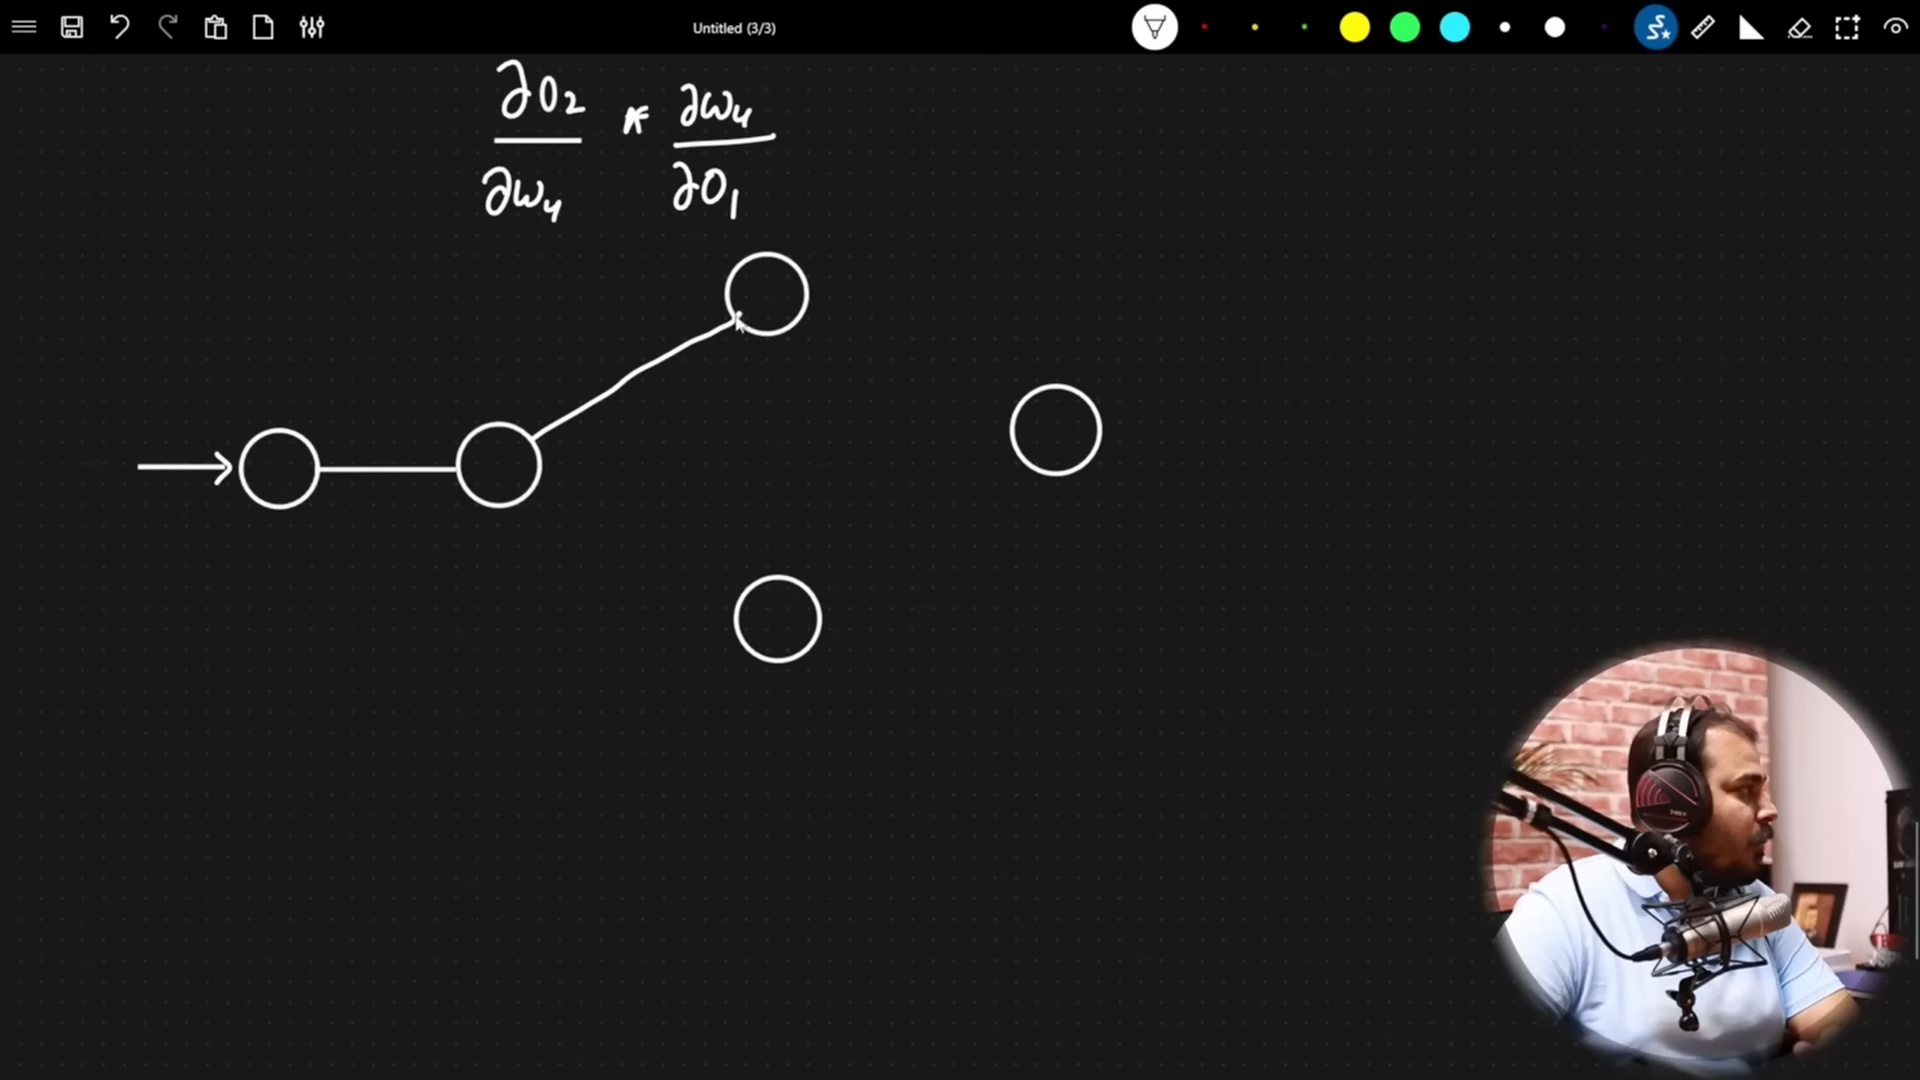 Untitled (3/3)
∂O₂ * ∂w₄
∂w₄ ∂O₁